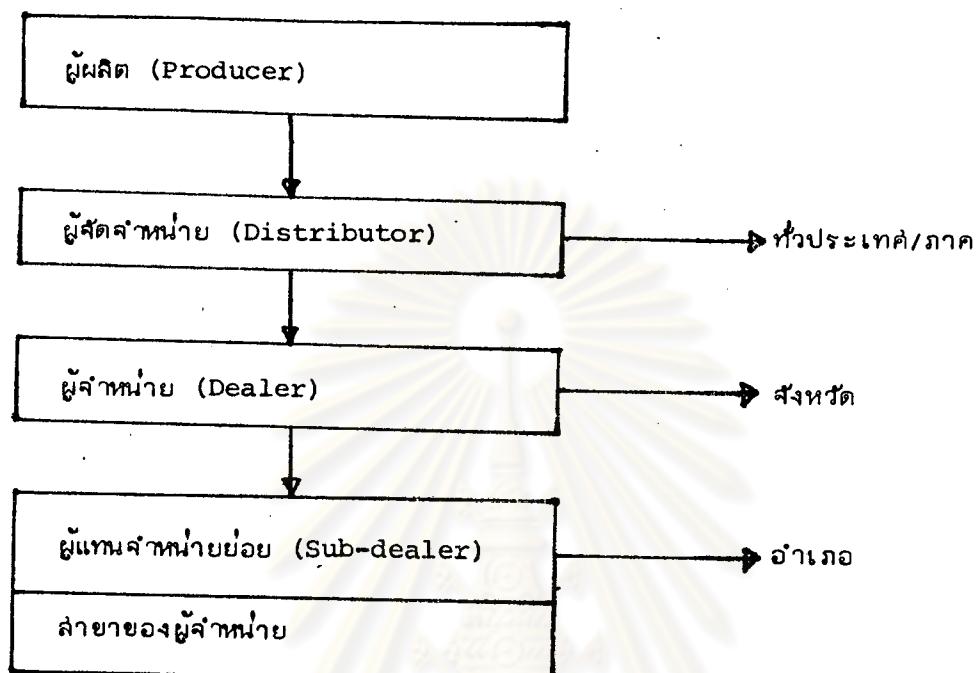 ผู้ผลิต (Producer)
ผู้จัดจำหน่าย (Distributor)
ทั่วประเทศ/ภาค
ผู้จำหน่าย (Dealer)
จังหวัด
ผู้แทนจำหน่ายย่อย (Sub-dealer)
อำเภอ
สาขาของผู้จำหน่าย